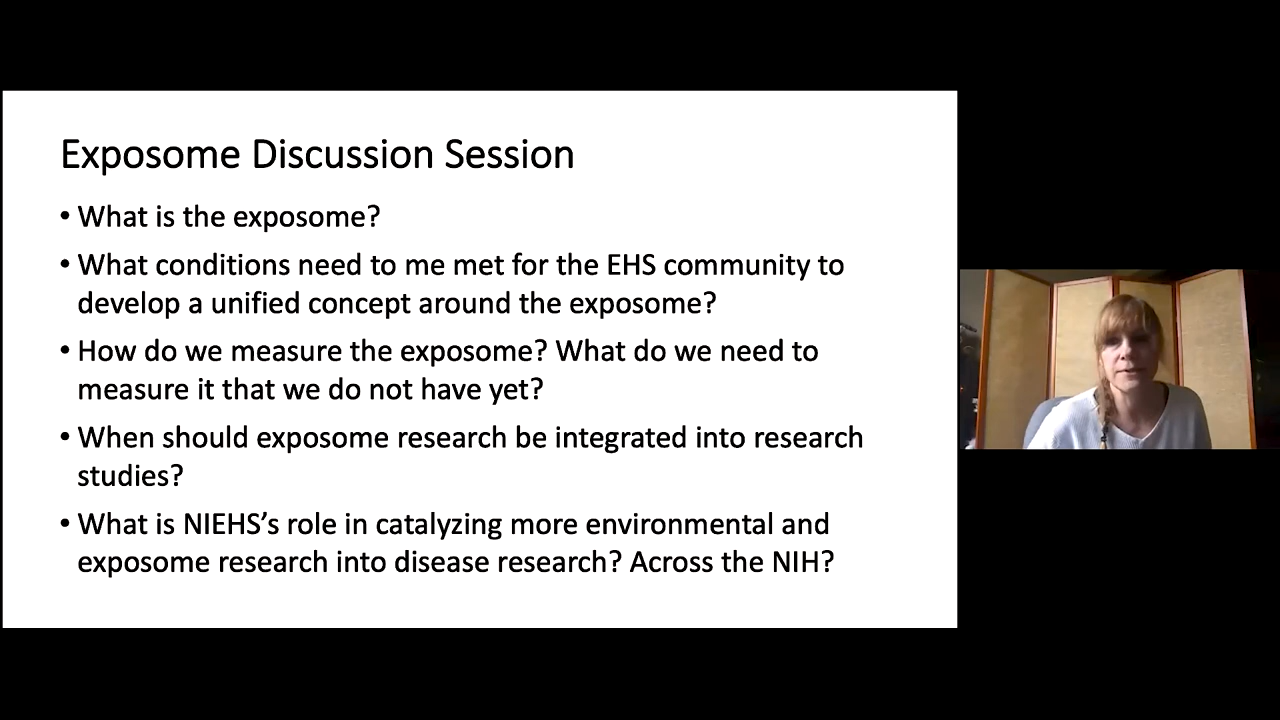 Exposome Discussion Session
• What is the exposome?
• What conditions need to me met for the EHS community to
develop a unified concept around the exposome?
• How do we measure the exposome? What do we need to
measure it that we do not have yet?
• When should exposome research be integrated into research
studies?
• What is NIEHS’s role in catalyzing more environmental and
exposome research into disease research? Across the NIH?